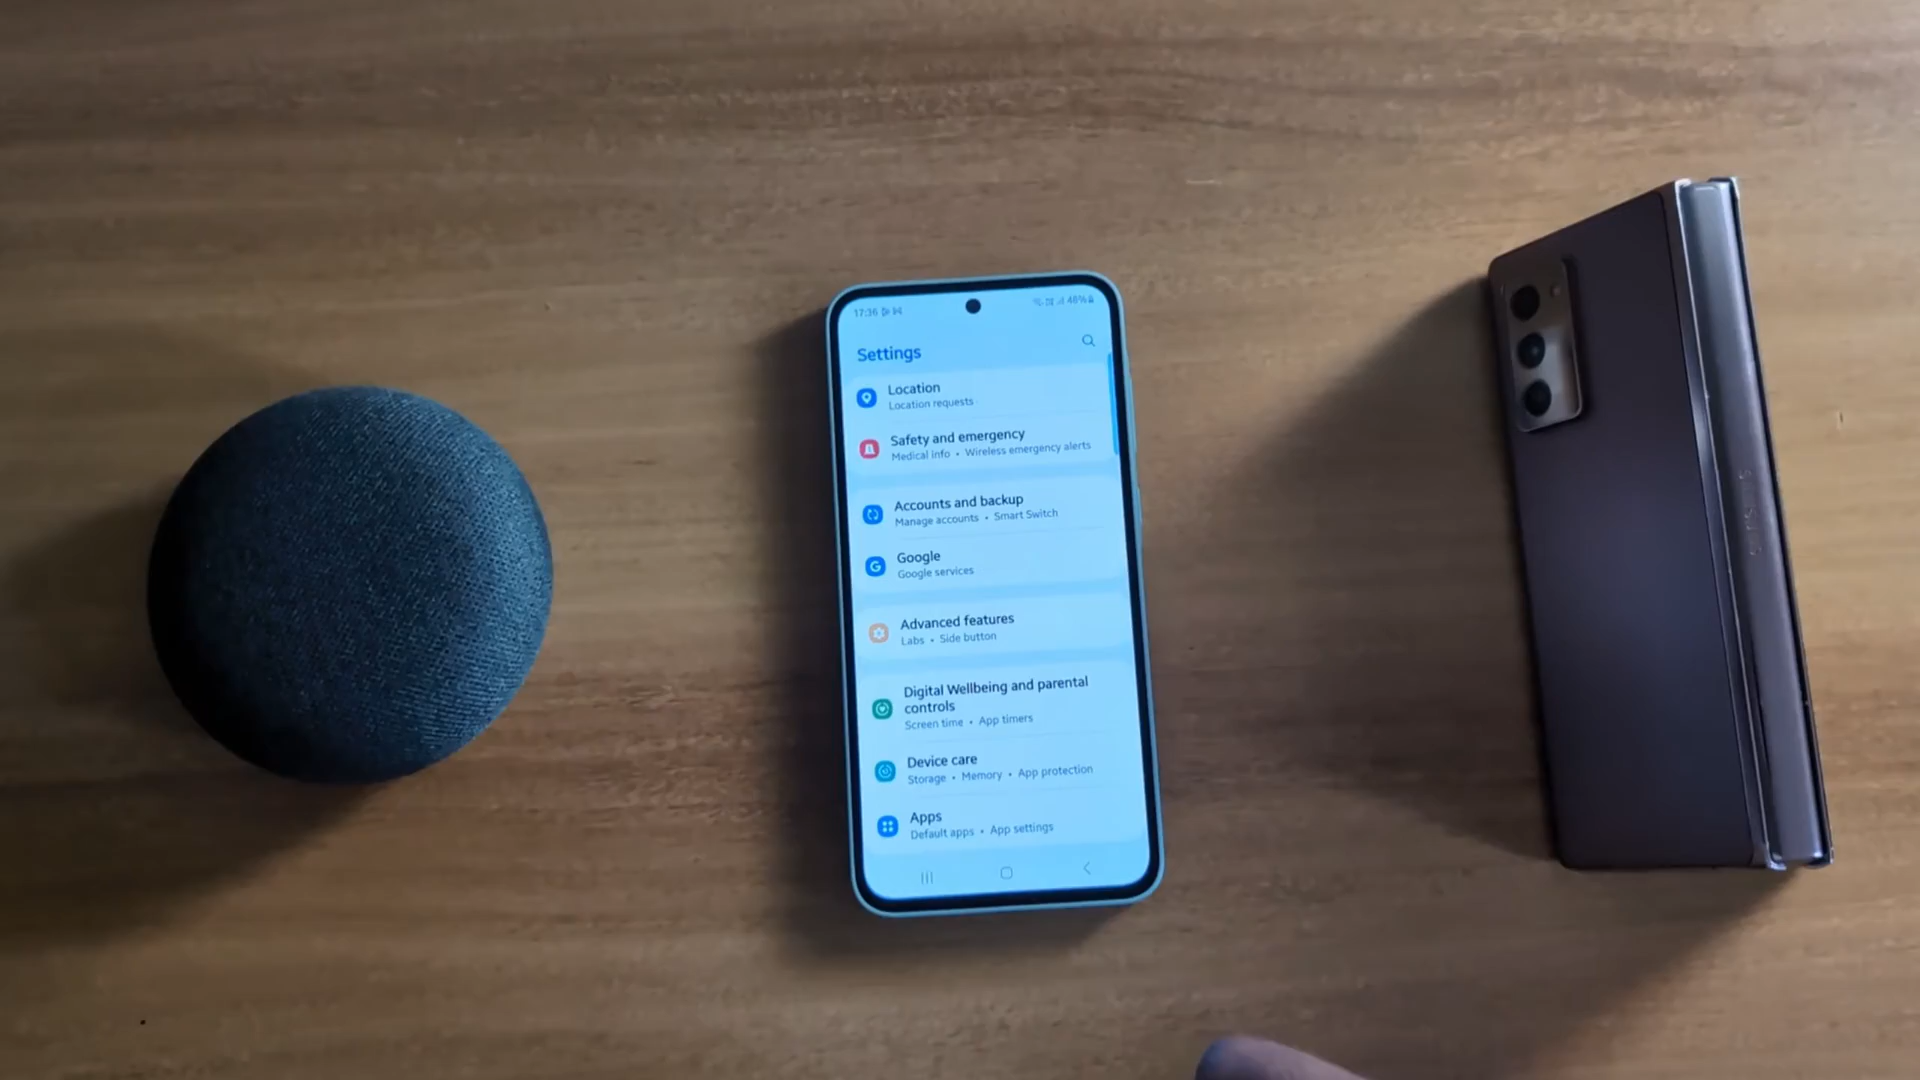 17:36
46%
Settings
Location
Location requests
Safety and emergency
Medical info • Wireless emergency alerts
Accounts and backup
Manage accounts • Smart Switch
Google
Google services
Advanced features
Labs • Side button
Digital Wellbeing and parental
controls
Screen time • App timers
Device care
Storage • Memory • App protection
Apps
Default apps • App settings
SAMSUNG